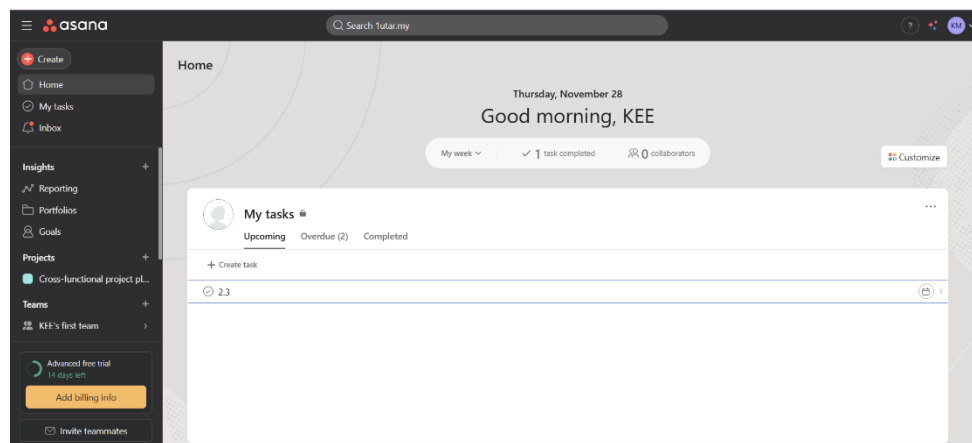 asana
Search 1utar.my
?
KM
Create
Home
My tasks
Inbox
Insights +
Reporting
Portfolios
Goals
Projects +
Cross-functional project pl...
Teams +
KEE's first team
Advanced free trial
14 days left
Add billing info
Invite teammates
Home
Thursday, November 28
Good morning, KEE
My week 1 task completed 0 collaborators
Customize
My tasks
Upcoming Overdue (2) Completed
+ Create task
2.3